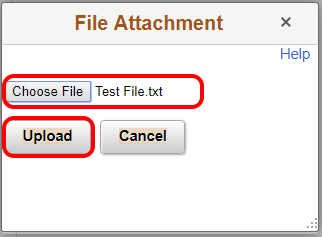 File Attachment ×
Help
Choose File Test File.txt
Upload Cancel